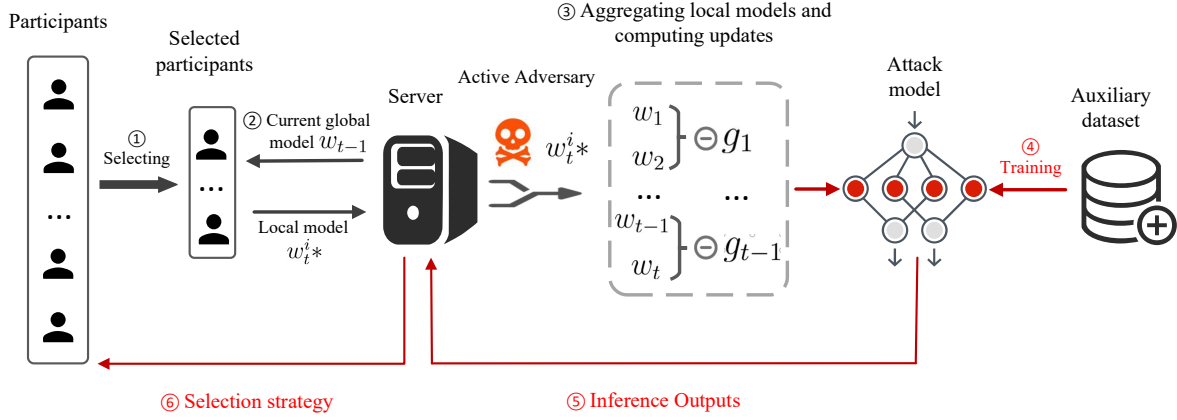 Participants
Selected
participants
① Selecting
② Current global
model w_{t-1}
Local model
w_t^i*
Server
Active Adversary
w_t^i*
③ Aggregating local models and
computing updates
w_1
w_2
⊖ g_1
... ...
w_{t-1}
w_t
⊖ g_{t-1}
Attack
model
④
Training
Auxiliary
dataset
⑤ Inference Outputs
⑥ Selection strategy